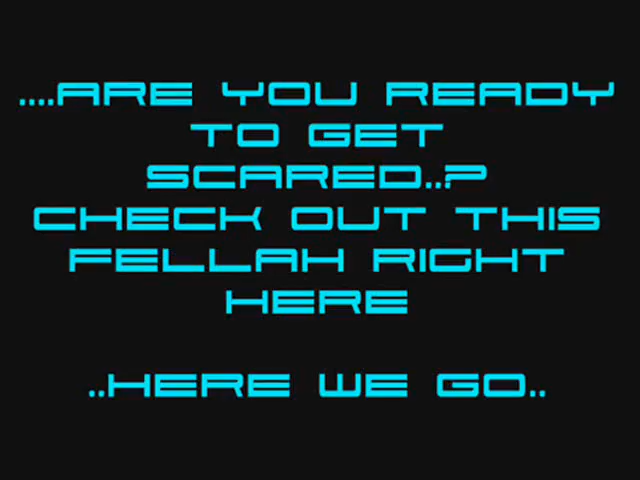 ....ARE YOU READY
TO GET
SCARED..?
CHECK OUT THIS
FELLAH RIGHT
HERE
..HERE WE GO..